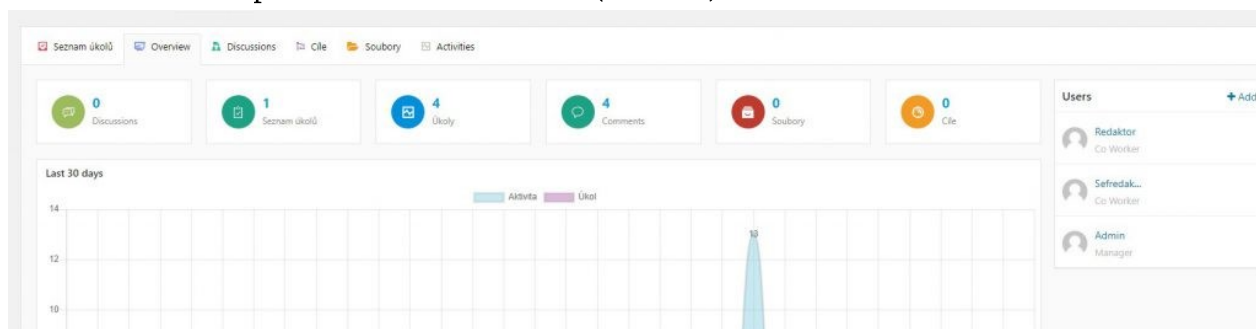 Seznam úkolů Overview Discussions Cíle Soubory Activities
0
Discussions
1
Seznam úkolů
4
Úkoly
4
Comments
0
Soubory
0
Cíle
Users + Add
Redaktor
Co Worker
Sefredak...
Co Worker
Admin
Manager
Last 30 days
Aktivita Úkol
14
13
12
10